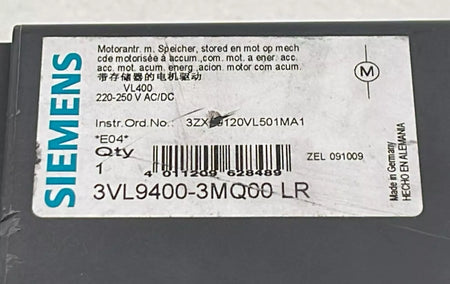 SIEMENS
Motorantr. m. Speicher, stored en mot op mech
cde motorisée à accum.,com. mot. a ener. acc.
acc. mot. acum. energ.,acion. motor com acum.
带存储器的电机驱动
VL400
220-250 V AC/DC
M
Instr.Ord.No.: 120VL501MA1
*E04*
Qty
1
ZEL 091009
4 011209 628489
3VL9400-3MQ00 LR
Made in Germany
HECHO EN ALEMANIA